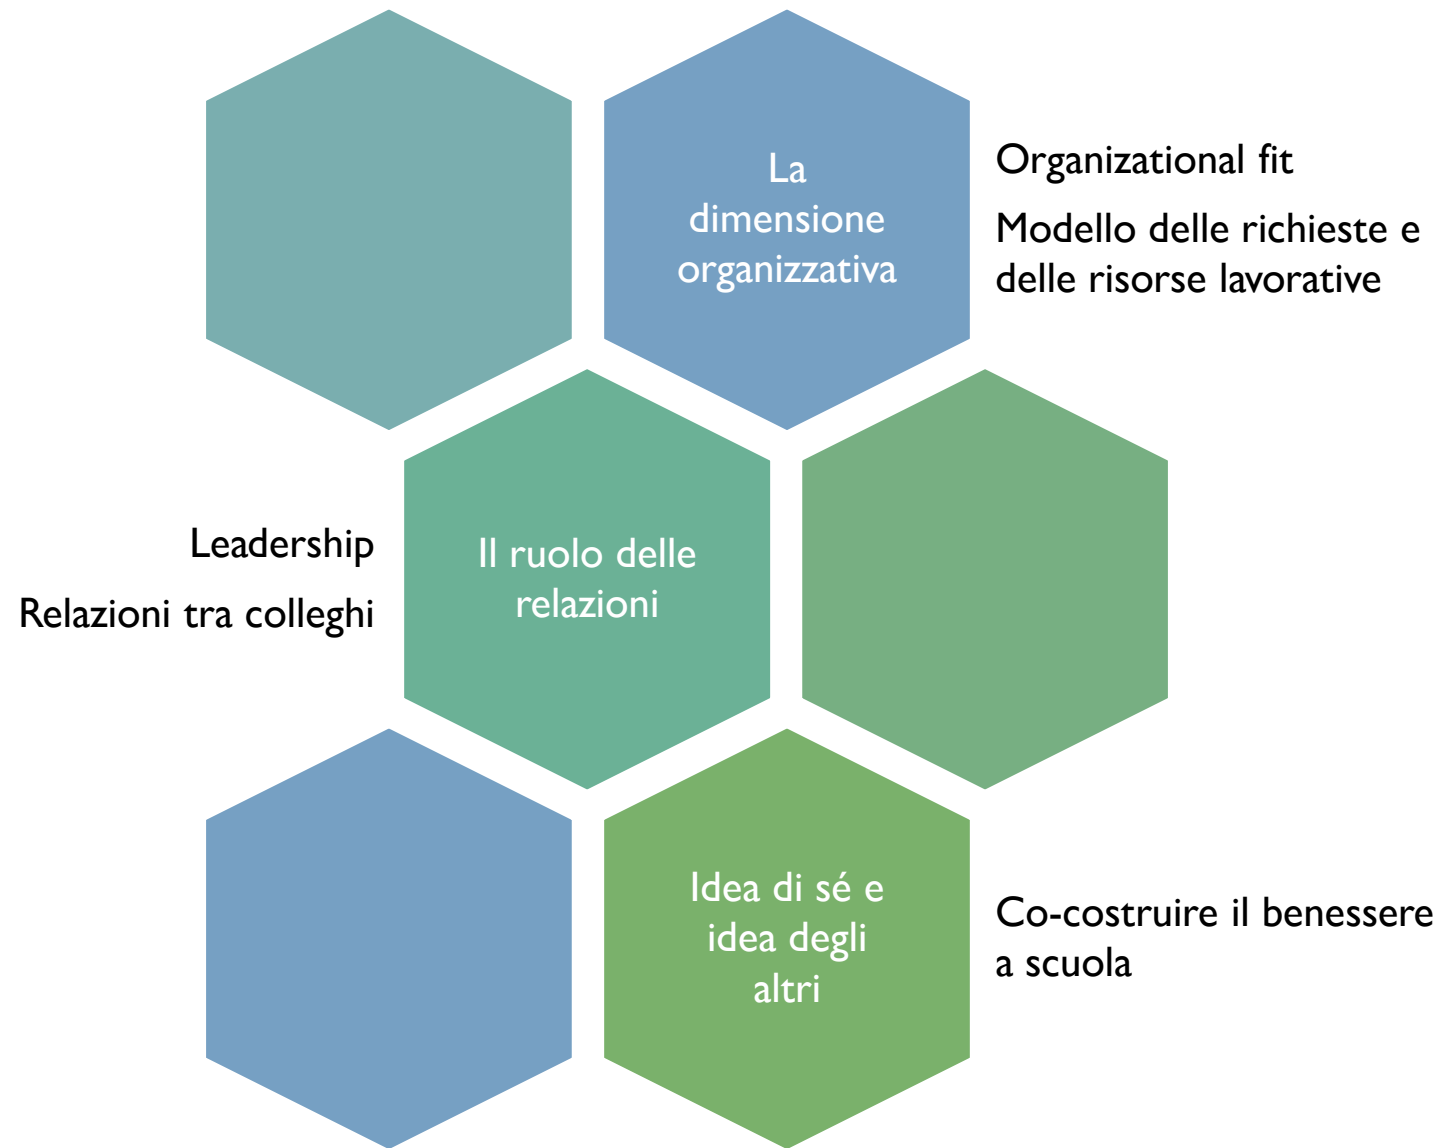 La
dimensione
organizzativa
Organizational fit
Modello delle richieste e
delle risorse lavorative
Leadership
Relazioni tra colleghi
Il ruolo delle
relazioni
Idea di sé e
idea degli
altri
Co-costruire il benessere
a scuola